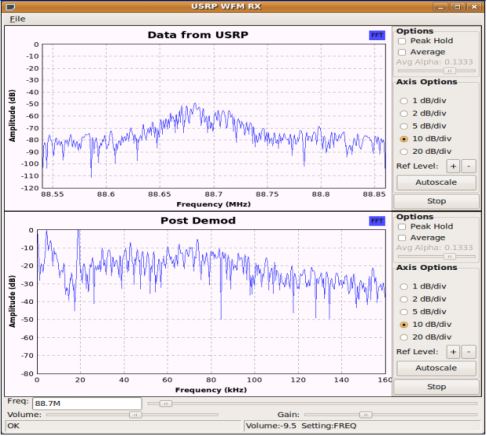 USRP WFM RX
File
Data from USRP
FFT
Amplitude (dB)
0
-10
-20
-30
-40
-50
-60
-70
-80
-90
-100
-110
-120
88.55 88.6 88.65 88.7 88.75 88.8 88.85
Frequency (MHz)
Options
Peak Hold
Average
Avg Alpha: 0.1333
Axis Options
1 dB/div
2 dB/div
5 dB/div
10 dB/div
20 dB/div
Ref Level: + -
Autoscale
Stop
Post Demod
FFT
Amplitude (dB)
0
-10
-20
-30
-40
-50
-60
-70
-80
0 20 40 60 80 100 120 140 160
Frequency (kHz)
Options
Peak Hold
Average
Avg Alpha: 0.1333
Axis Options
1 dB/div
2 dB/div
5 dB/div
10 dB/div
20 dB/div
Ref Level: + -
Autoscale
Stop
Freq: 88.7M
Volume: Gain:
OK Volume:-9.5 Setting:FREQ